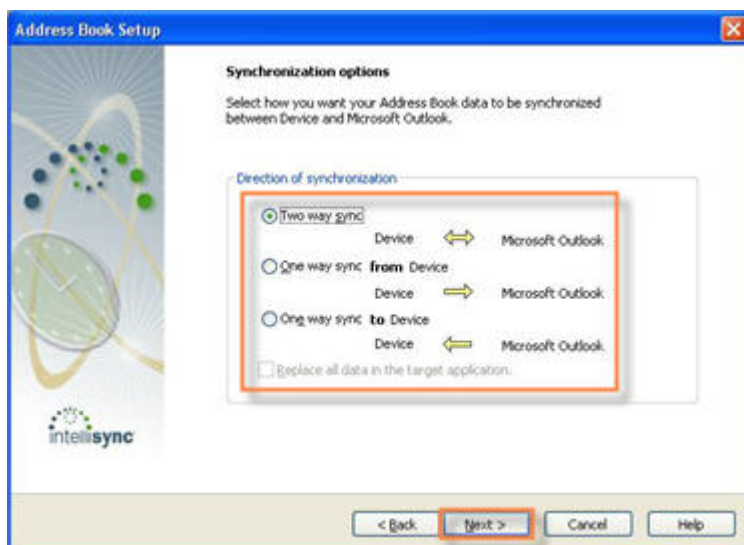 Address Book Setup
Synchronization options
Select how you want your Address Book data to be synchronized
between Device and Microsoft Outlook.
Direction of synchronization
Two way sync
Device Microsoft Outlook
One way sync from Device
Device Microsoft Outlook
One way sync to Device
Device Microsoft Outlook
Replace all data in the target application.
intellisync
< Back Next > Cancel Help